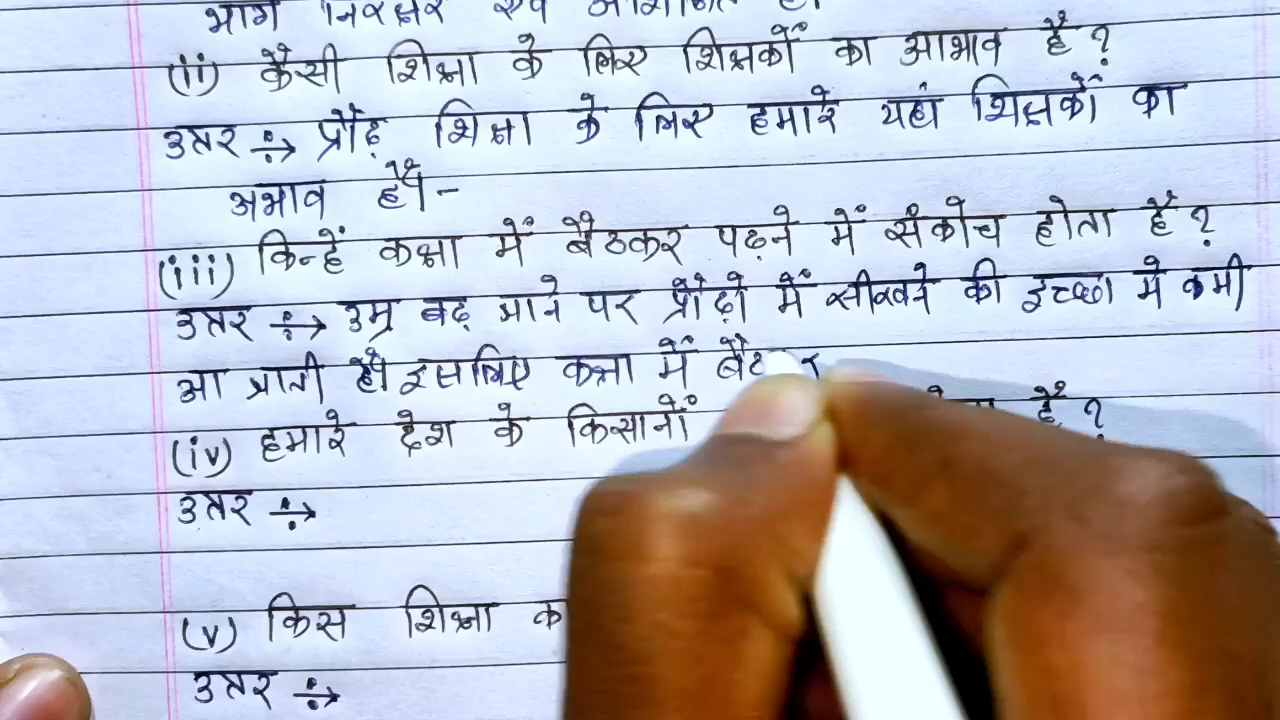 भाग निरक्षर एवं अशिक्षित है।
(ii) कैसी शिक्षा के लिए शिक्षकों का आभाव है ?
उत्तर ÷→ प्रौढ़ शिक्षा के लिए हमारे यहां शिक्षकों का
अभाव है। -
(iii) किन्हें कक्षा में बैठकर पढ़ने में संकोच होता है ?
उत्तर ÷→ उम्र बढ़ जाने पर प्रौढ़ो में सीखने की इच्छा मे कमी
आ जाती है। इसलिए कक्षा में
(iv) हमारे देश के किसानों है ?
उत्तर ÷→
(v) किस शिक्षा
उत्तर ÷→